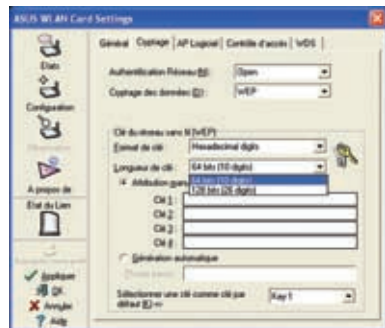 ASUS WLAN Card Settings
Etats
Configuration
A propos de
Etat du Lien
Appliquer
OK
Annuler
Aide
Général Cryptage AP Logiciel Contrôle d'accès WDS
Authentification Réseau (N): Open
Cryptage des données (D): WEP
Clé du réseau sans fil (WEP)
Format de clé : Hexadecimal digits
Longueur de clé : 64 bits (10 digits)
64 bits (10 digits)
128 bits (26 digits)
Attribution
Clé 1 :
Clé 2 :
Clé 3 :
Clé 4 :
Génération automatique
Sélectionner une clé comme clé par
défaut (K) => Key 1